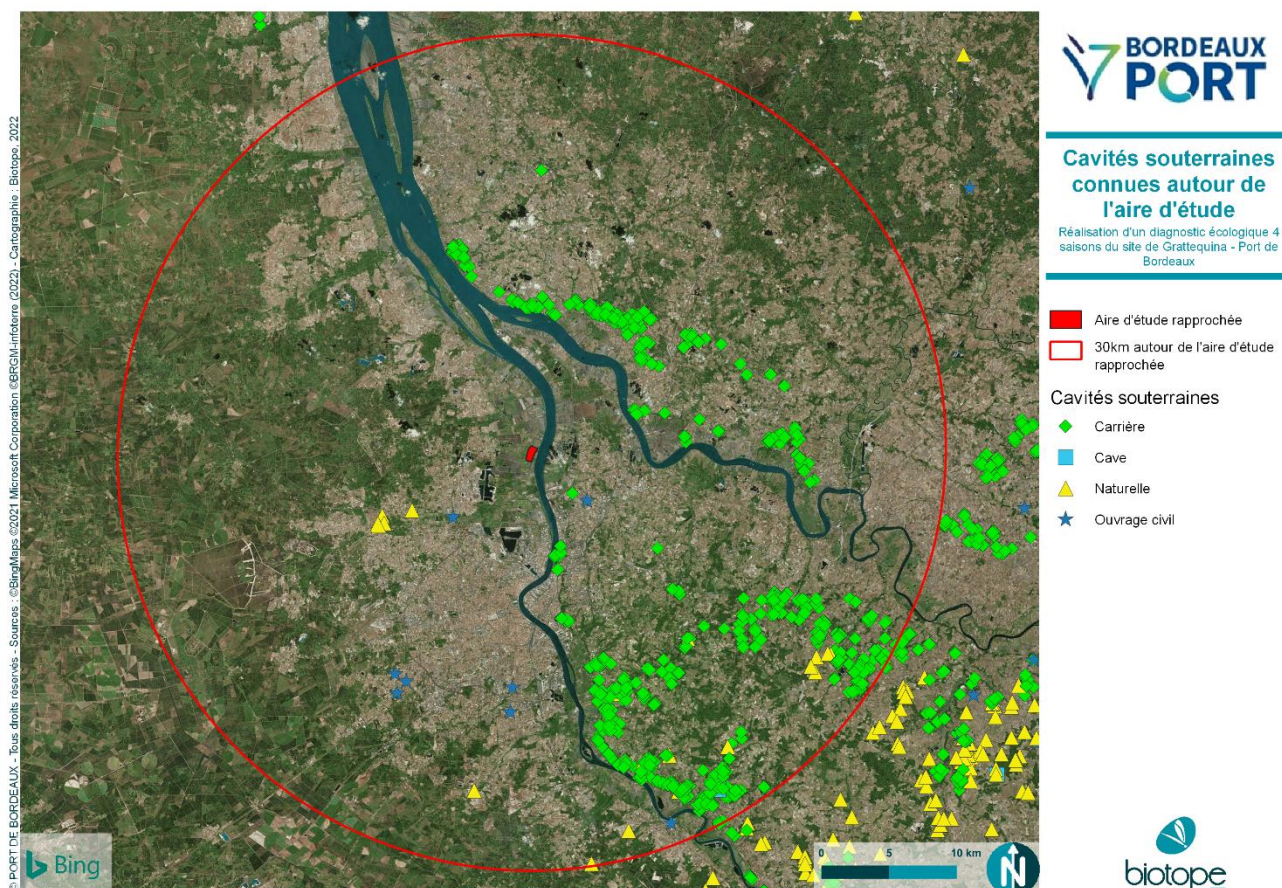 © PORT DE BORDEAUX - Tous droits réservés - Sources : ©BingMaps ©2021 Microsoft Corporation ©BRGM-Infoterre (2022) - Cartographie : Biotope, 2022
BORDEAUX
PORT
Cavités souterraines
connues autour de
l'aire d'étude
Réalisation d'un diagnostic écologique 4
saisons du site de Grattequina - Port de
Bordeaux
Aire d'étude rapprochée
30km autour de l'aire d'étude
rapprochée
Cavités souterraines
Carrière
Cave
Naturelle
Ouvrage civil
Bing
0 5 10 km
N
biotope